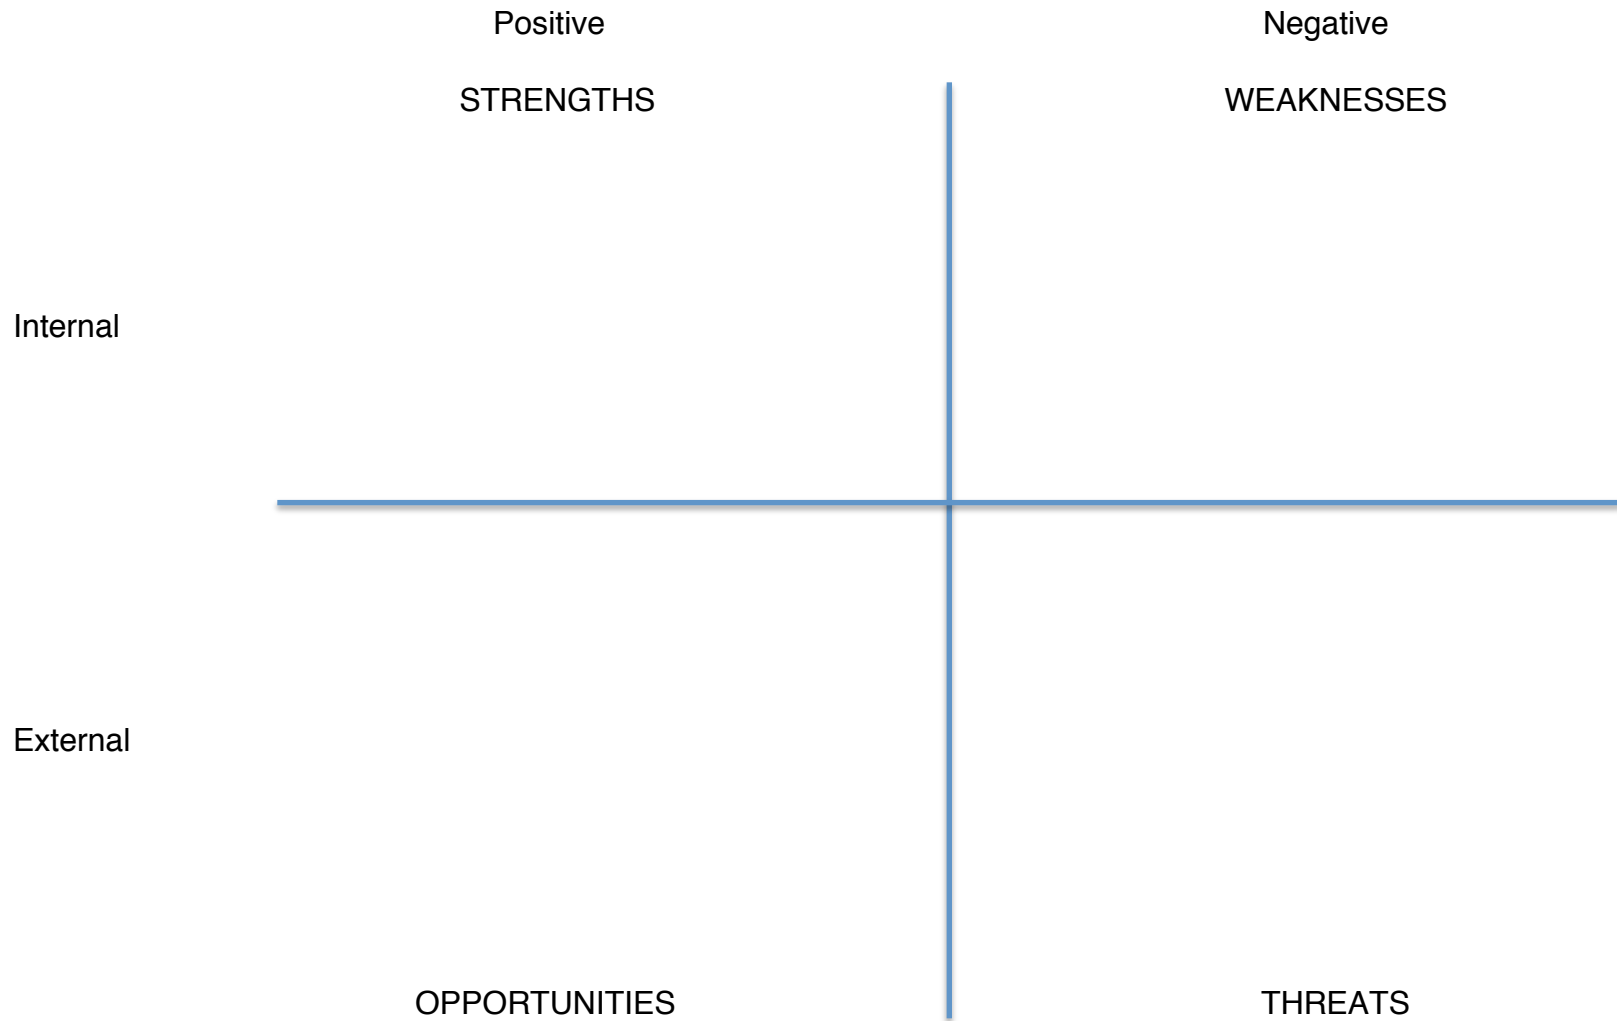 Positive
Negative
STRENGTHS
WEAKNESSES
Internal
External
OPPORTUNITIES
THREATS